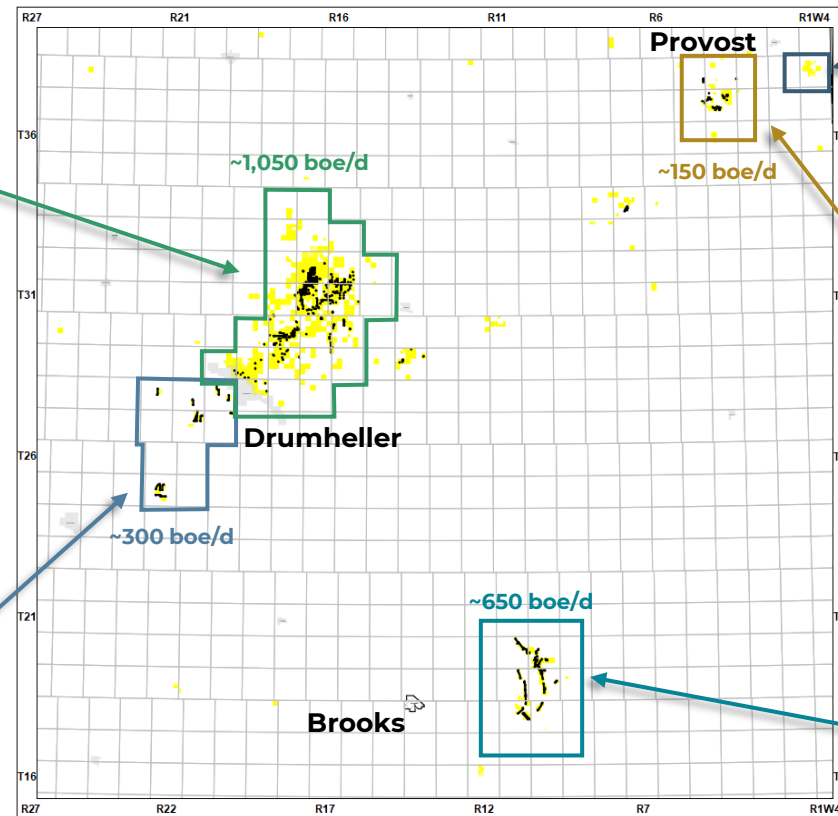 R27 R21 R16 R11 R6 R1W4
Provost
T36
~1,050 boe/d
~150 boe/d
T31
Drumheller
T26
~300 boe/d
~650 boe/d
T21
Brooks
T16
R27 R22 R17 R12 R7 R1W4